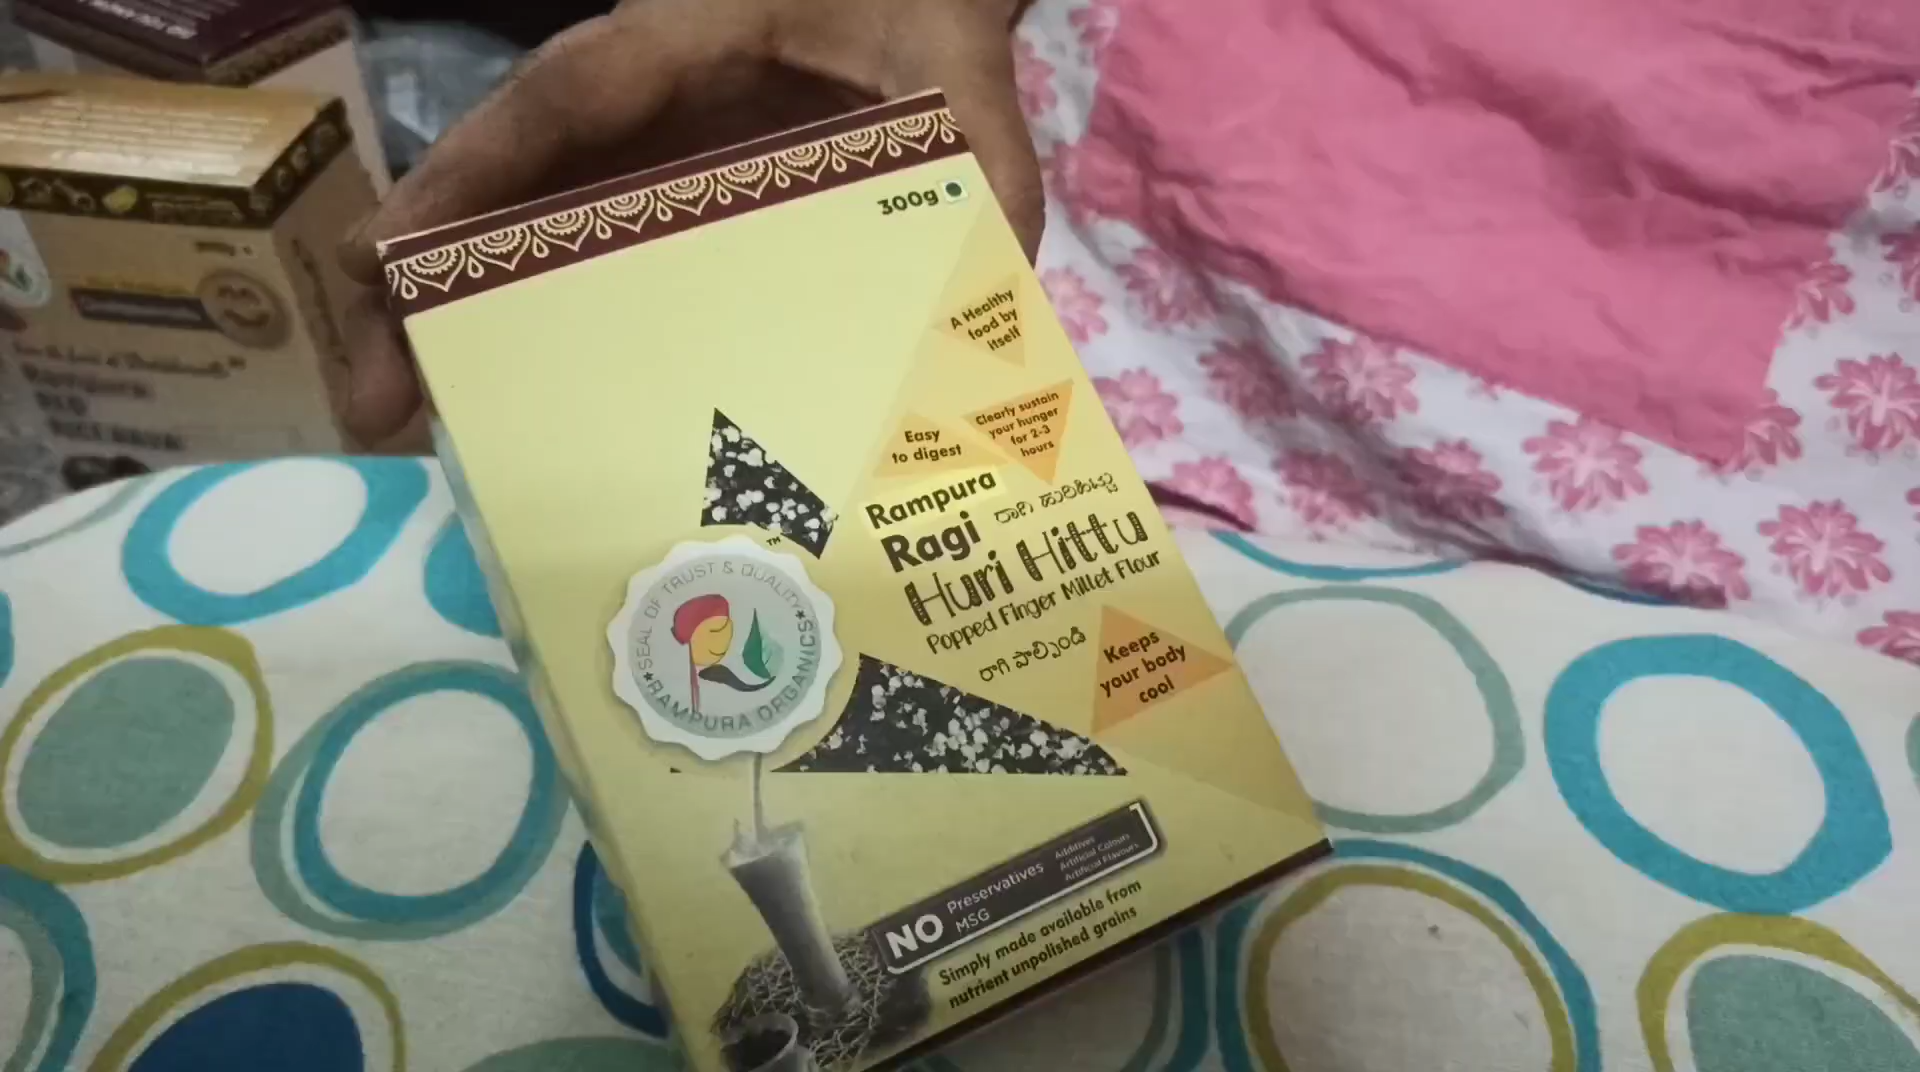 300g
A Healthy
food by
itself
Clearly sustain
your hunger
for 2-3
hours
Easy
to digest
Rampura
Ragi
ರಾಗಿ ಹುರಿಹಿಟ್ಟು
Huri Hittu
Popped Finger Millet Flour
రాగి పాప్పిండి
Keeps
your body
cool
TM
SEAL OF TRUST & QUALITY
RAMPURA ORGANICS
NO
Preservatives
MSG
Additives
Artificial Colours
Artificial Flavours
Simply made available from
nutrient unpolished grains